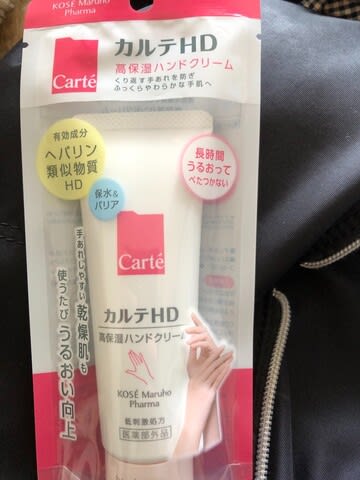 KOSÉ Maruho
Pharma
Carté
カルテHD
高保湿ハンドクリーム
くり返す手あれを防ぎ
ふっくらやわらかな手肌へ
有効成分
ヘパリン
類似物質
HD
保水&
バリア
長時間
うるおって
べたつかない
手あれしやすい乾燥肌も
使うたびうるおい向上
Carté
カルテHD
高保湿ハンドクリーム
KOSÉ Maruho
Pharma
低刺激処方
医薬部外品